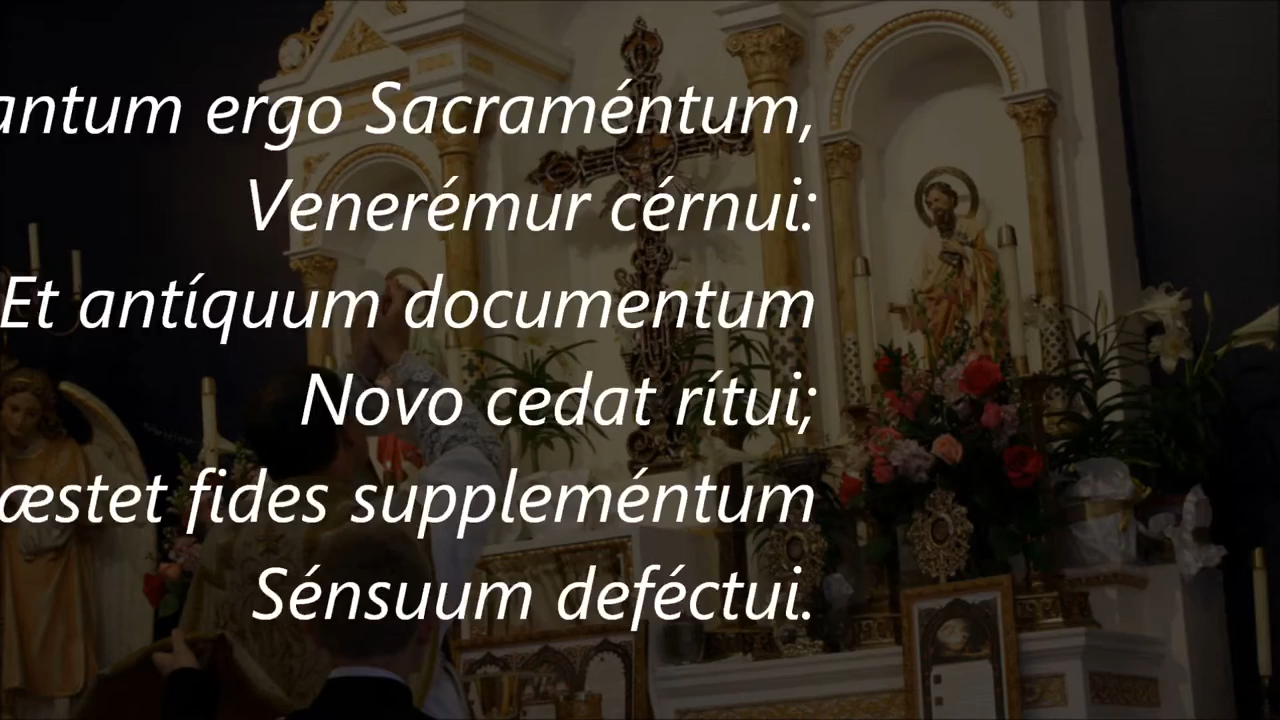 antum ergo Sacraméntum,
Venerémur cérnui:
Et antíquum documentum
Novo cedat rítui;
æstet fides suppleméntum
Sénsuum deféctui.